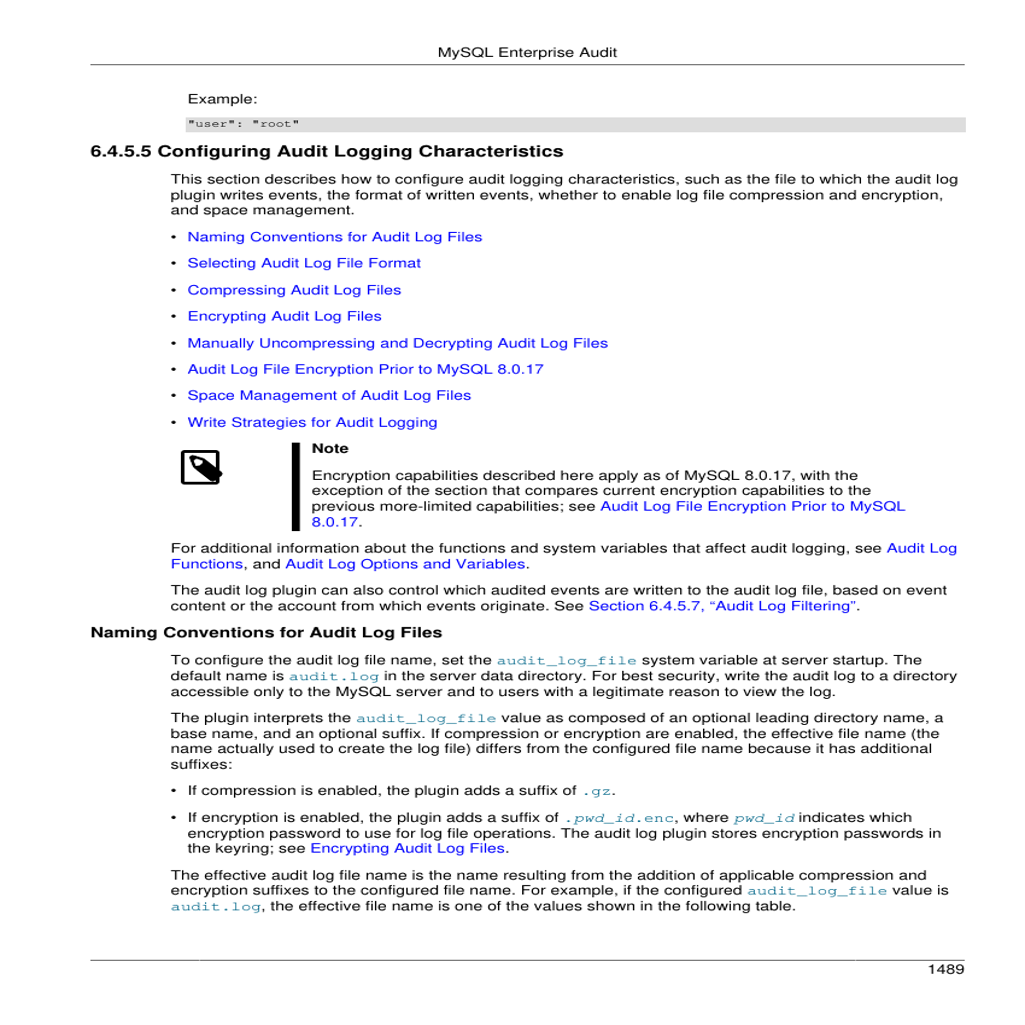 MySQL Enterprise Audit
Example:
"user": "root"
6.4.5.5 Configuring Audit Logging Characteristics
This section describes how to configure audit logging characteristics, such as the file to which the audit log
plugin writes events, the format of written events, whether to enable log file compression and encryption,
and space management.
• Naming Conventions for Audit Log Files
• Selecting Audit Log File Format
• Compressing Audit Log Files
• Encrypting Audit Log Files
• Manually Uncompressing and Decrypting Audit Log Files
• Audit Log File Encryption Prior to MySQL 8.0.17
• Space Management of Audit Log Files
• Write Strategies for Audit Logging
Note
Encryption capabilities described here apply as of MySQL 8.0.17, with the
exception of the section that compares current encryption capabilities to the
previous more-limited capabilities; see Audit Log File Encryption Prior to MySQL
8.0.17.
For additional information about the functions and system variables that affect audit logging, see Audit Log
Functions, and Audit Log Options and Variables.
The audit log plugin can also control which audited events are written to the audit log file, based on event
content or the account from which events originate. See Section 6.4.5.7, “Audit Log Filtering”.
Naming Conventions for Audit Log Files
To configure the audit log file name, set the audit_log_file system variable at server startup. The
default name is audit.log in the server data directory. For best security, write the audit log to a directory
accessible only to the MySQL server and to users with a legitimate reason to view the log.
The plugin interprets the audit_log_file value as composed of an optional leading directory name, a
base name, and an optional suffix. If compression or encryption are enabled, the effective file name (the
name actually used to create the log file) differs from the configured file name because it has additional
suffixes:
• If compression is enabled, the plugin adds a suffix of .gz.
• If encryption is enabled, the plugin adds a suffix of .pwd_id.enc, where pwd_id indicates which
encryption password to use for log file operations. The audit log plugin stores encryption passwords in
the keyring; see Encrypting Audit Log Files.
The effective audit log file name is the name resulting from the addition of applicable compression and
encryption suffixes to the configured file name. For example, if the configured audit_log_file value is
audit.log, the effective file name is one of the values shown in the following table.
1489